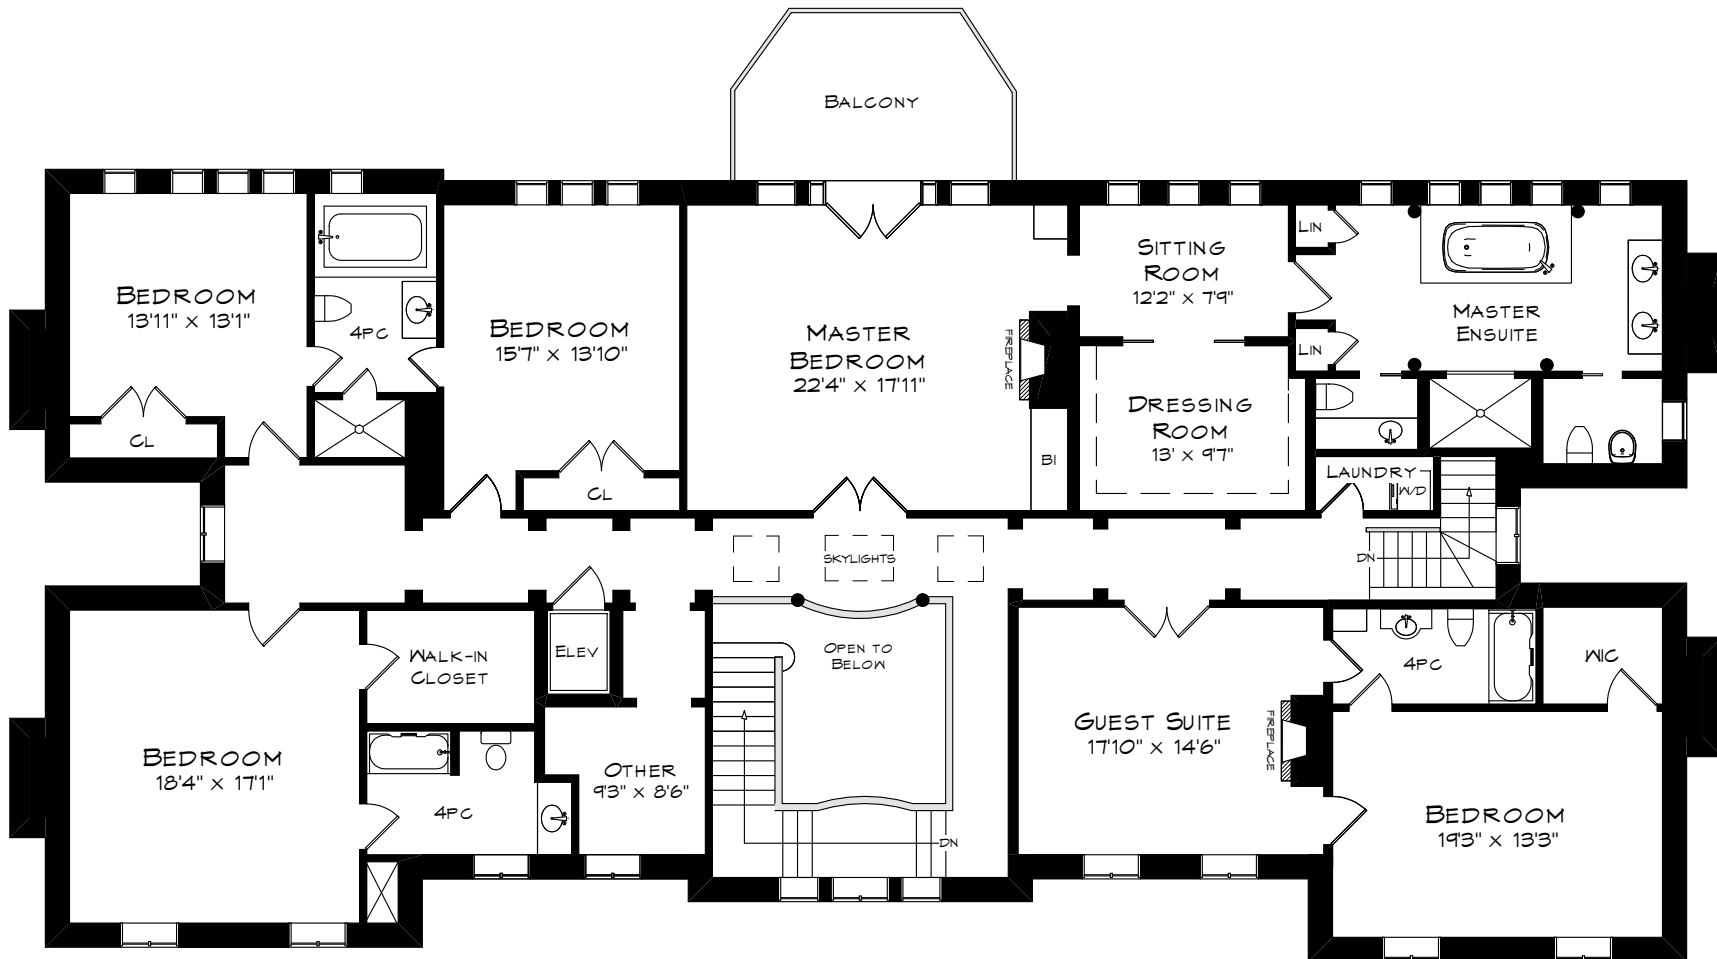 BALCONY
BEDROOM
13'11" x 13'1"
4PC
CL
BEDROOM
15'7" x 13'10"
CL
MASTER
BEDROOM
22'4" x 17'11"
FIREPLACE
BI
SITTING
ROOM
12'2" x 7'9"
LIN
LIN
MASTER
ENSUITE
DRESSING
ROOM
13' x 9'7"
LAUNDRY
W/D
SKYLIGHTS
DN
WALK-IN
CLOSET
ELEV
OPEN TO
BELOW
4PC
WIC
BEDROOM
18'4" x 17'1"
4PC
OTHER
9'3" x 8'6"
DN
GUEST SUITE
17'10" x 14'6"
FIREPLACE
BEDROOM
19'3" x 13'3"